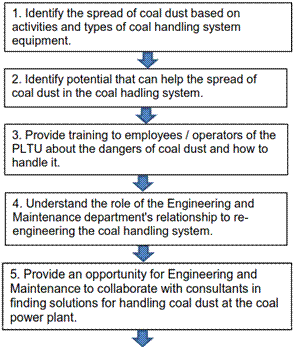 1. Identify the spread of coal dust based on
activities and types of coal handling system
equipment.
2. Identify potential that can help the spread of
coal dust in the coal hadling system.
3. Provide training to employees / operators of the
PLTU about the dangers of coal dust and how to
handle it.
4. Understand the role of the Engineering and
Maintenance department's relationship to re-
engineering the coal handling system.
5. Provide an opportunity for Engineering and
Maintenance to collaborate with consultants in
finding solutions for handling coal dust at the coal
power plant.